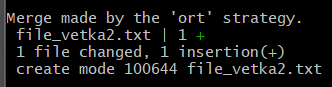 Merge made by the 'ort' strategy.
 file_vetka2.txt | 1 +
 1 file changed, 1 insertion(+)
 create mode 100644 file_vetka2.txt